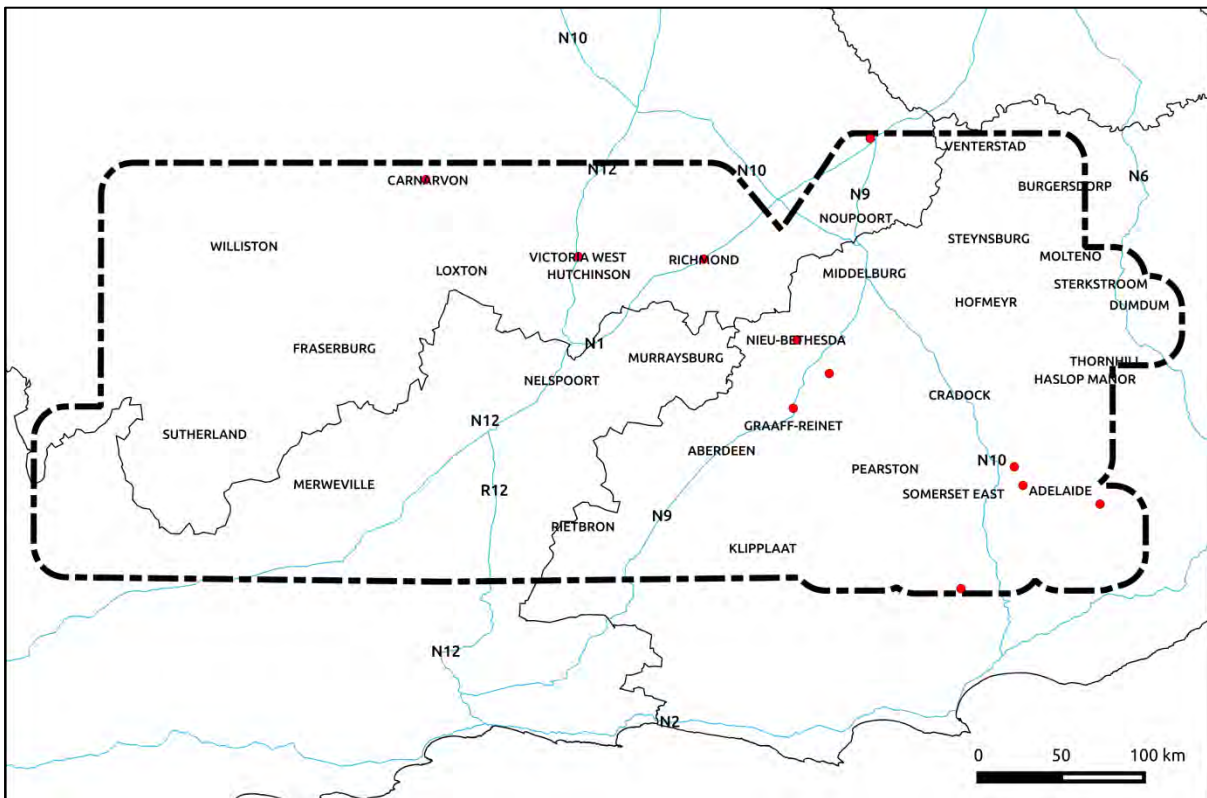 N10
VENTERSTAD
N12
N10
N6
CARNARVON
BURGERSDORP
N9
NOUPOORT
WILLISTON
STEYNSBURG
VICTORIA WEST
RICHMOND
MOLTENO
LOXTON
HUTCHINSON
MIDDELBURG
STERKSTROOM
HOFMEYR
DUMDUM
FRASERBURG
N1
NIEU-BETHESDA
MURRAYSBURG
THORNHILL
NELSPOORT
HASLOP MANOR
CRADOCK
N12
GRAAFF-REINET
SUTHERLAND
ABERDEEN
N10
PEARSTON
MERWEVILLE
R12
SOMERSET EAST
ADELAIDE
N9
RIETBRON
KLIPPLAAT
N12
N2
0 50 100 km